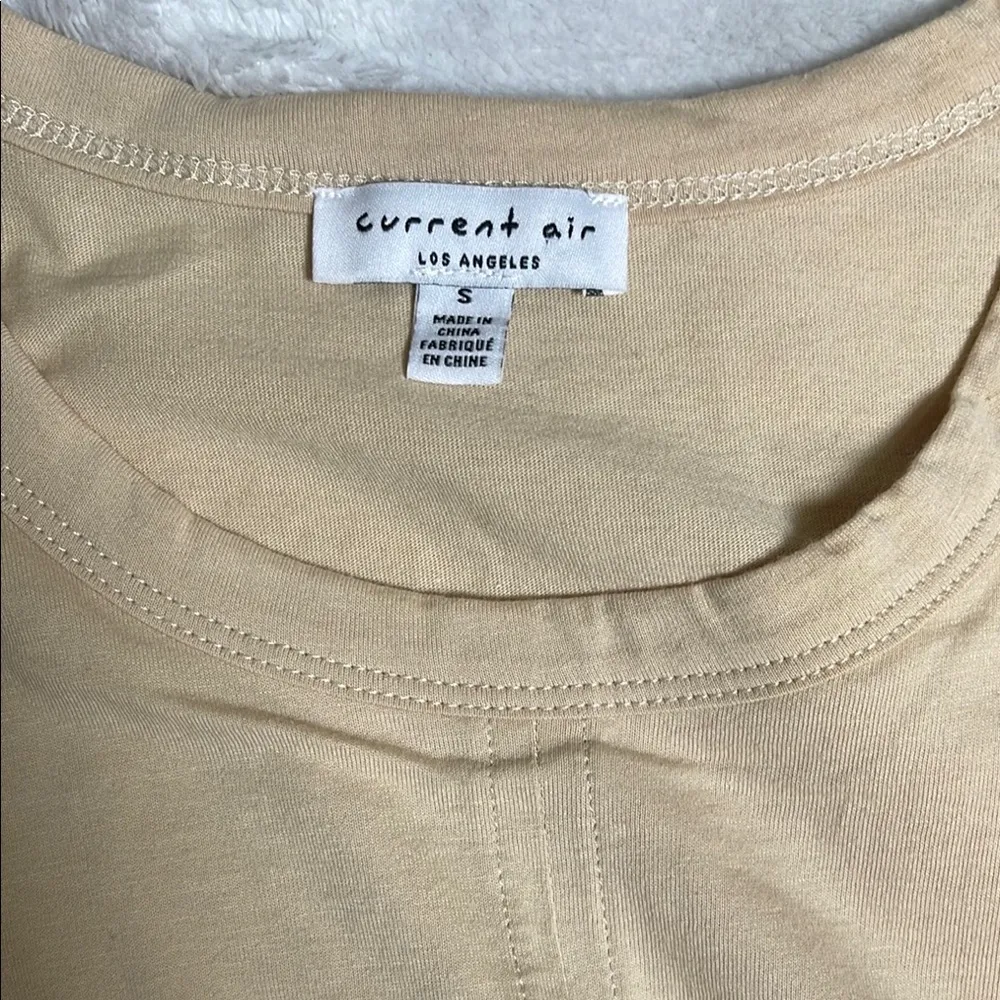 current air
LOS ANGELES
S
MADE IN
CHINA
FABRIQUÉ
EN CHINE